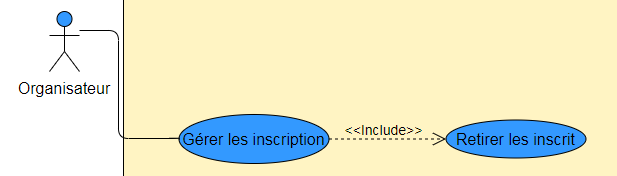 Organisateur
Gérer les inscription
<<Include>>
Retirer les inscrit